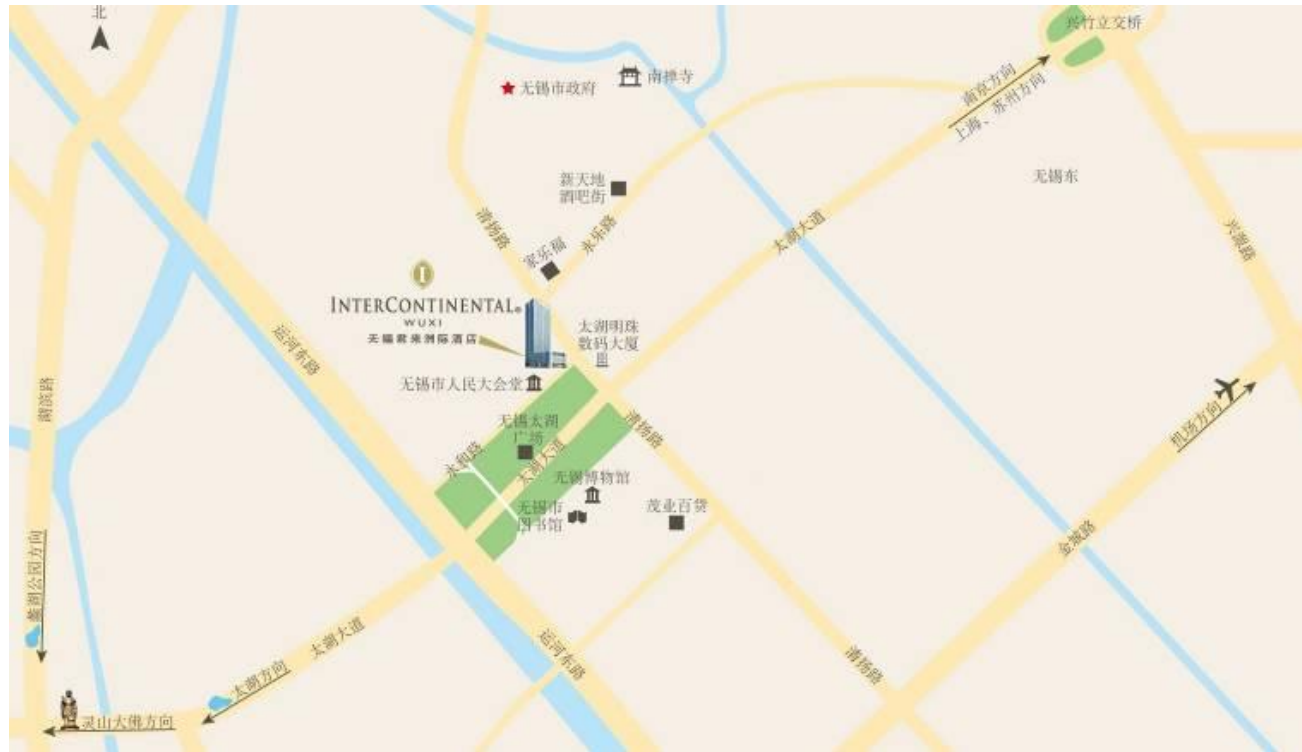 北
兴竹立交桥
无锡市政府
南禅寺
南京方向
上海、苏州方向
无锡东
新天地
酒吧街
清扬路
永乐路
太湖大道
兴源路
家乐福
INTERCONTINENTAL®
WUXI
无锡君来洲际酒店
太湖明珠
数码大厦
运河东路
无锡市人民大会堂
湖滨路
无锡太湖
广场
清扬路
机场方向
永和路
太湖大道
无锡博物馆
无锡市
图书馆
茂业百货
金城路
蠡湖公园方向
太湖大道
运河东路
清扬路
太湖方向
灵山大佛方向